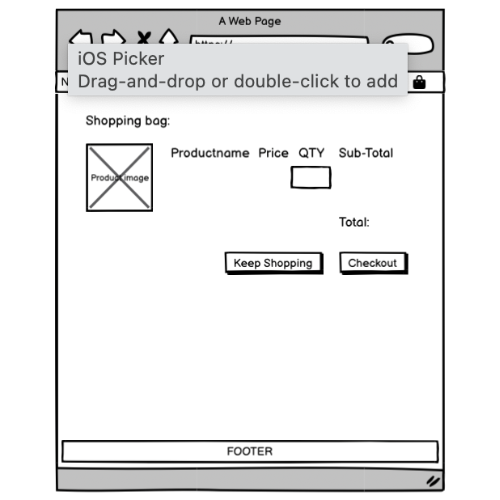 A Web Page
https://
iOS Picker
Drag-and-drop or double-click to add
N
Shopping bag:
Productname Price QTY Sub-Total
Product image
Total:
Keep Shopping Checkout
FOOTER